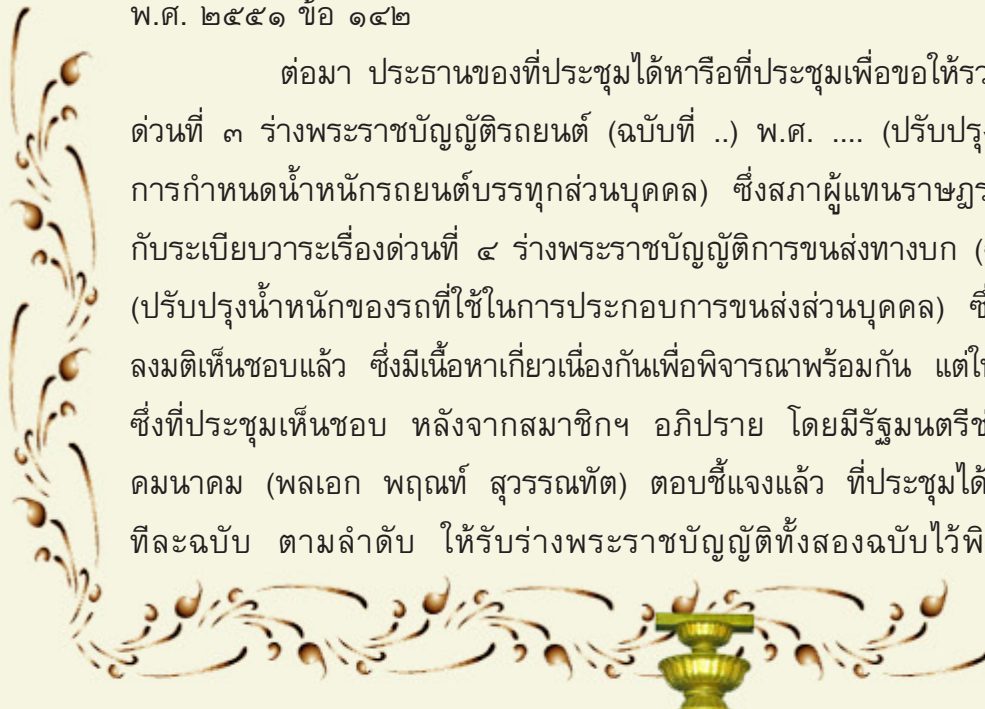 พ.ศ. ๒๕๕๑ ข้อ ๑๔๒
ต่อมา ประธานของที่ประชุมได้หารือที่ประชุมเพื่อขอให้รว
ด่วนที่ ๓ ร่างพระราชบัญญัติรถยนต์ (ฉบับที่ ..) พ.ศ. .... (ปรับปรุง
การกำหนดน้ำหนักรถยนต์บรรทุกส่วนบุคคล) ซึ่งสภาผู้แทนราษฎร
กับระเบียบวาระเรื่องด่วนที่ ๔ ร่างพระราชบัญญัติการขนส่งทางบก (
(ปรับปรุงน้ำหนักของรถที่ใช้ในการประกอบการขนส่งส่วนบุคคล) ซึ่
ลงมติเห็นชอบแล้ว ซึ่งมีเนื้อหาเกี่ยวเนื่องกันเพื่อพิจารณาพร้อมกัน แต่ใ
ซึ่งที่ประชุมเห็นชอบ หลังจากสมาชิกฯ อภิปราย โดยมีรัฐมนตรีช่
คมนาคม (พลเอก พฤณท์ สุวรรณทัต) ตอบชี้แจงแล้ว ที่ประชุมได้
ทีละฉบับ ตามลำดับ ให้รับร่างพระราชบัญญัติทั้งสองฉบับไว้พิ